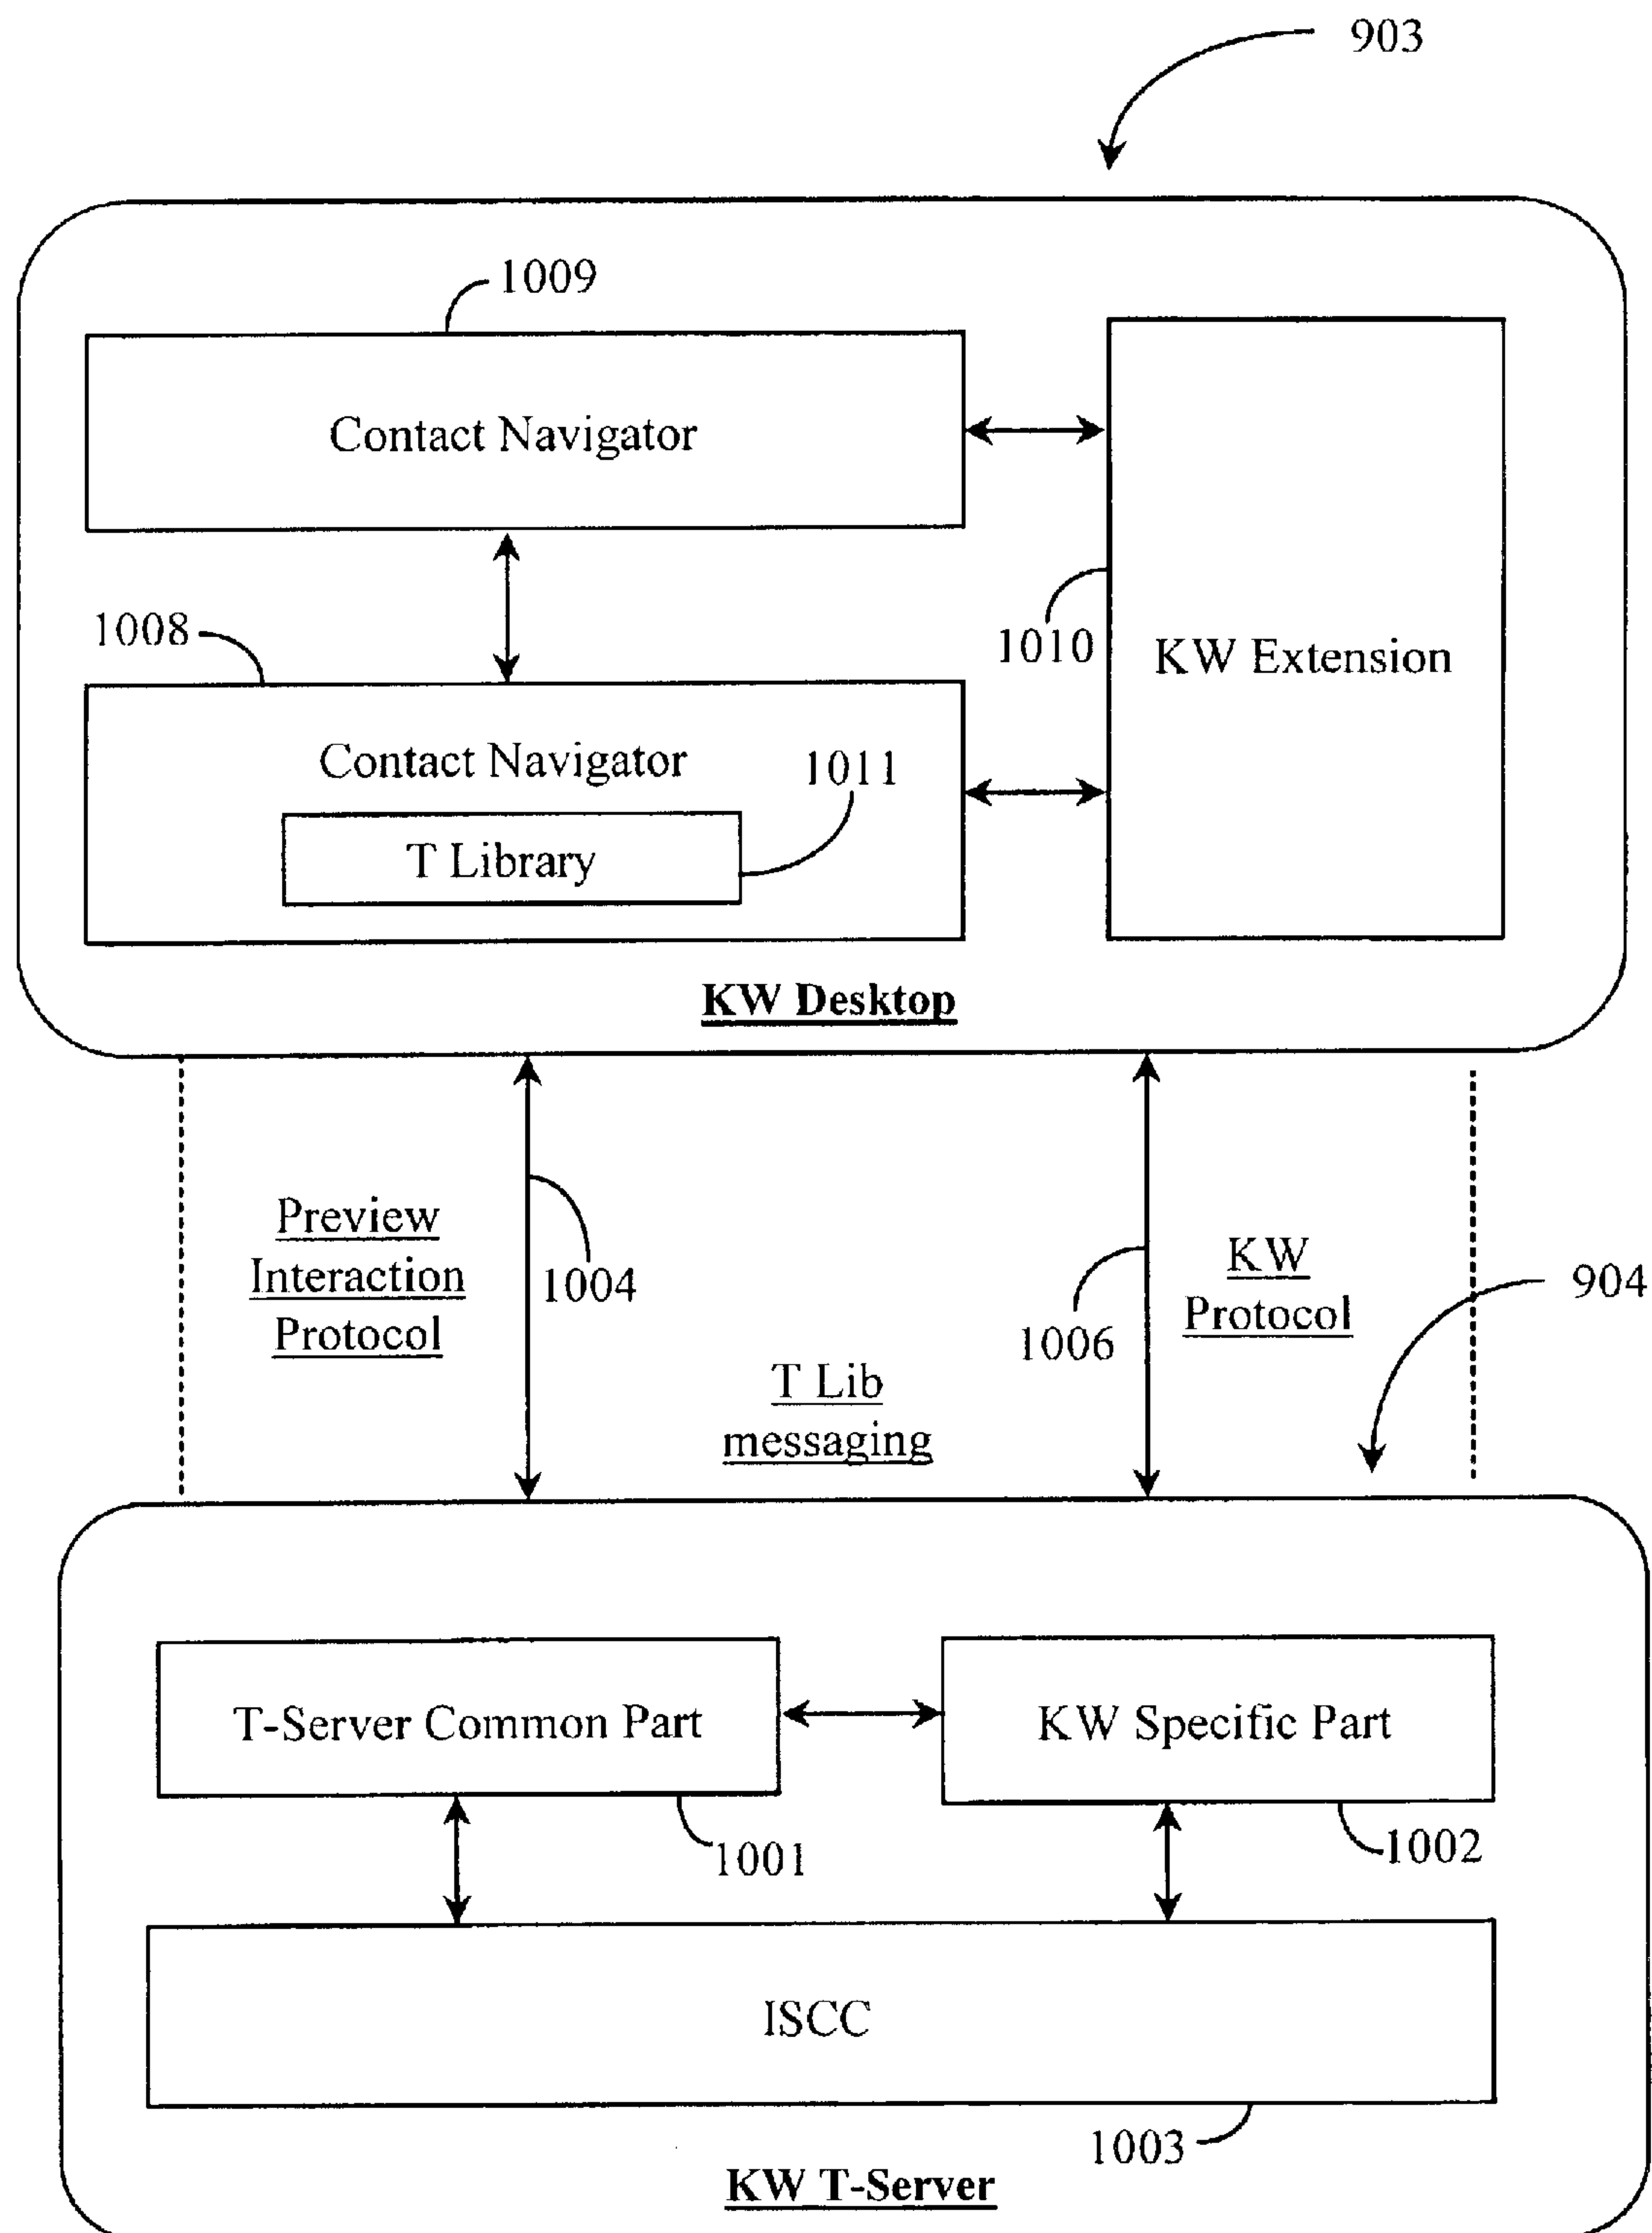 903
1009
Contact Navigator
1008
1010
KW Extension
Contact Navigator
1011
T Library
KW Desktop
Preview
Interaction
Protocol
1004
1006
KW
Protocol
904
T Lib
messaging
T-Server Common Part
KW Specific Part
1001
1002
ISCC
1003
KW T-Server